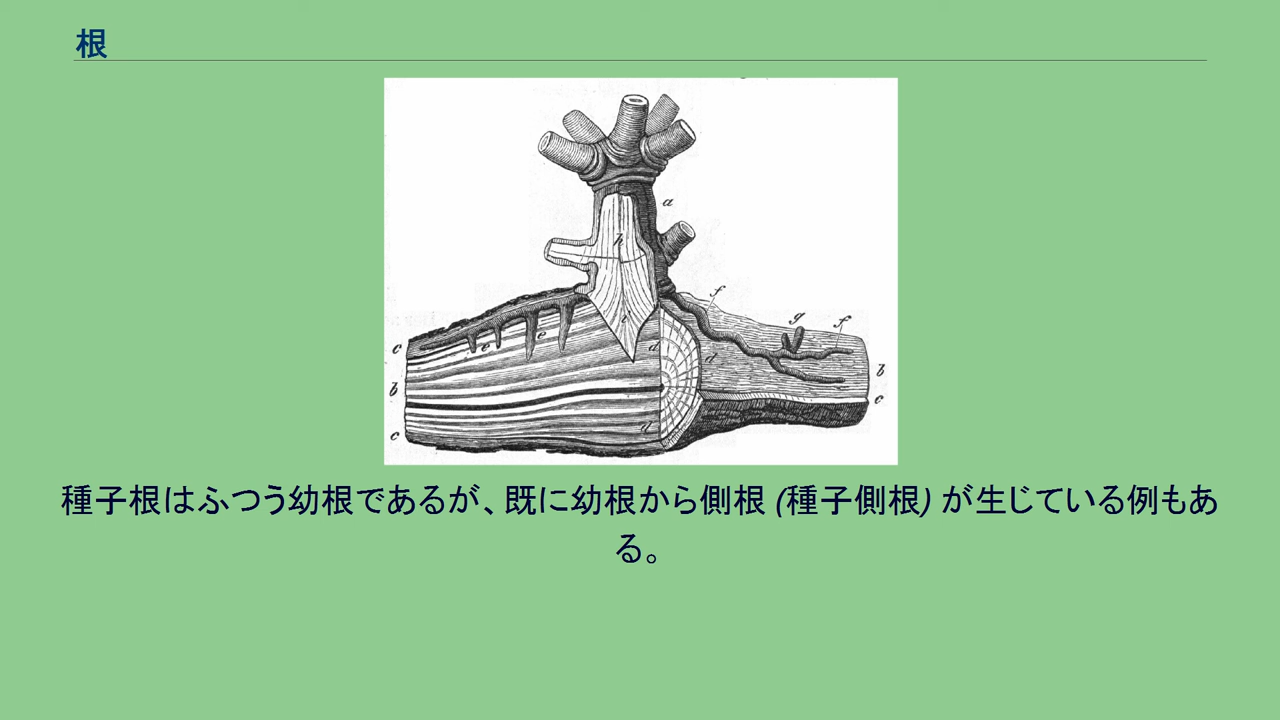 根
a
h
f
g
f
i
c
e
e
d
d
b
b
c
d
c
種子根はふつう幼根であるが、既に幼根から側根 (種子側根) が生じている例もあ
る。